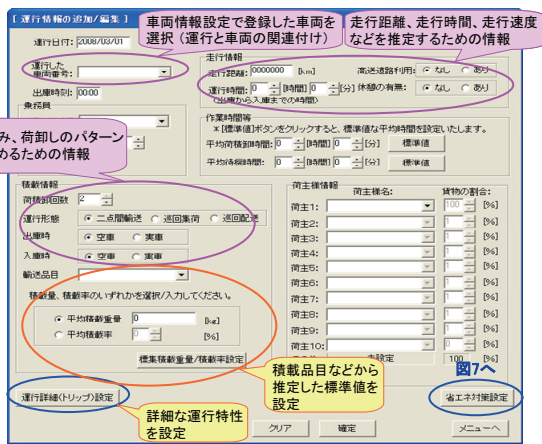 [ 運行情報の追加/編集 ]
車両情報設定で登録した車両を
選択（運行と車両の関連付け）
走行距離、走行時間、走行速度
などを推定するための情報
運行日付: 2008/03/01
運行した
車両番号:
出庫時刻: 00:00
乗務員
走行情報
走行距離: 0000000 [km]
高送道路利用: なし あり
運行時間: 0 [時間] 0 [分] 休憩の有無: なし あり
(出庫から入庫までの時間)
作業時間等
*[標準値]ボタンをクリックすると、標準値な平均時間を設定いたします。
平均荷積卸時間: 0 [時間] 0 [分] 標準値
平均待機時間: 0 [時間] 0 [分] 標準値
み、荷卸しのパターン
めるための情報
積載情報
荷積卸回数 2
運行形態 二点間輸送 巡回集荷 巡回配送
出庫時 空車 実車
入庫時 空車 実車
輸送品目
積載量、積載率のいずれかを選択/入力してください。
平均積載重量 0 [kg]
平均積載率 0 [%]
標集積載重量/積載率設定
荷主様情報
荷主様名: 貨物の割合:
荷主1: 100 [%]
荷主2: 1 [%]
荷主3: 1 [%]
荷主4: 1 [%]
荷主5: 1 [%]
荷主6: 1 [%]
荷主7: 1 [%]
荷主8: 1 [%]
荷主9: 1 [%]
荷主10: 0 [%]
未設定 100 [%]
積載品目などから
推定した標準値を
設定
図7へ
運行詳細(トリップ)設定
詳細な運行特性
を設定
省エネ対策設定
クリア 確定 メニューへ